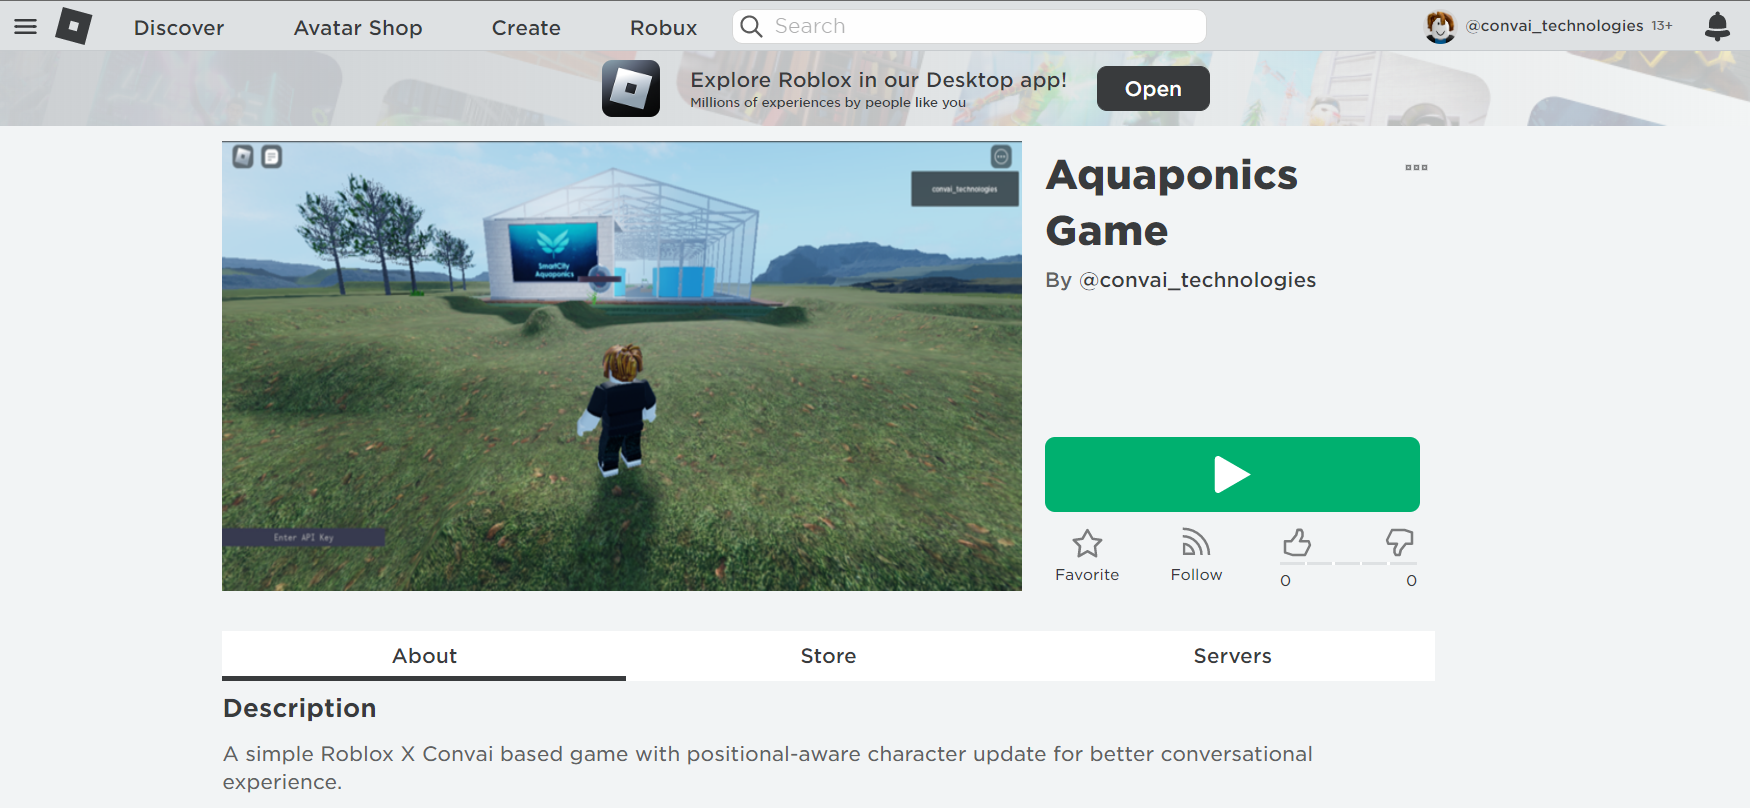 Discover
Avatar Shop
Create
Robux
Search
@convai_technologies 13+
Explore Roblox in our Desktop app!
Millions of experiences by people like you
Open
convai_technologies
SmartCity
Aquaponics
Enter API Key
Aquaponics
Game
By @convai_technologies
Favorite
Follow
0
0
About
Store
Servers
Description
A simple Roblox X Convai based game with positional-aware character update for better conversational
experience.